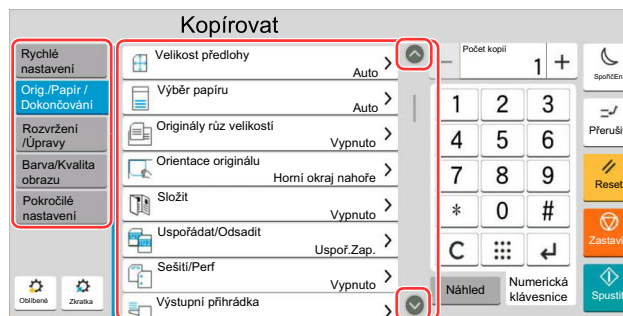 Kopírovat
Rychlé
nastavení
Orig./Papír /
Dokončování
Rozvržení
/Úpravy
Barva/Kvalita
obrazu
Pokročilé
nastavení
Oblíbené
Zkratka
Velikost předlohy
Auto
Výběr papíru
Auto
Originály růz velikostí
Vypnuto
Orientace originálu
Horní okraj nahoře
Složit
Vypnuto
Uspořádat/Odsadit
Uspoř.Zap.
Sešití/Perf
Vypnuto
Výstupní přihrádka
Počet kopií
− 1 +
1 2 3
4 5 6
7 8 9
* 0 #
C
Náhled
Numerická
klávesnice
SpořičEn
Přerušit
Reset
Zastavit
Spustit